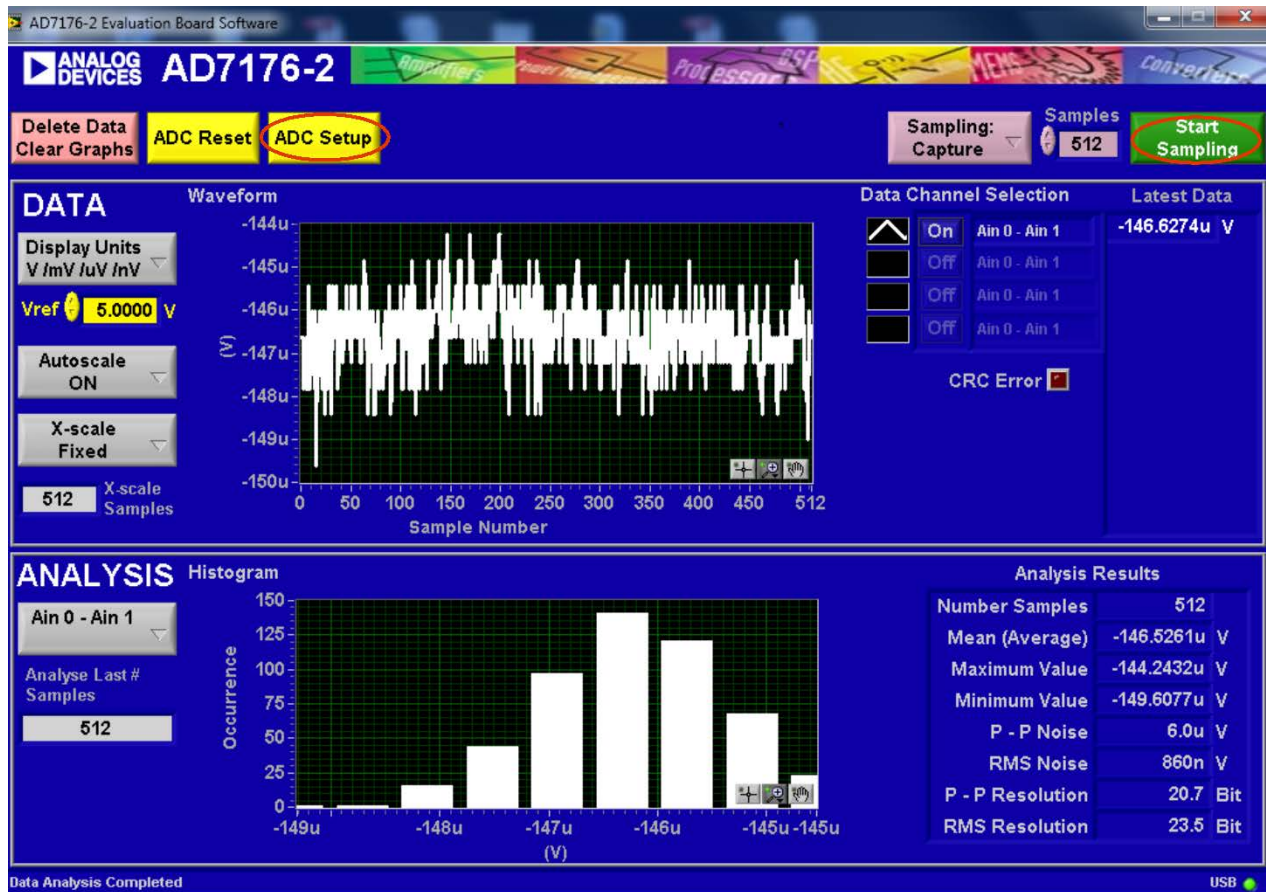 AD7176-2 Evaluation Board Software
ANALOG
DEVICES
AD7176-2
Amplifiers
Power Management
Processors
DSP
MEMS
Converters
Delete Data
Clear Graphs
ADC Reset
ADC Setup
Sampling:
Capture
Samples
512
Start
Sampling
DATA
Display Units
V /mV /uV /nV
Vref 5.0000 V
Autoscale
ON
X-scale
Fixed
512 X-scale
Samples
Waveform
-144u
-145u
-146u
-147u
-148u
-149u
-150u
(V)
0 50 100 150 200 250 300 350 400 450 512
Sample Number
Data Channel Selection
On Ain 0 - Ain 1
Off Ain 0 - Ain 1
Off Ain 0 - Ain 1
Off Ain 0 - Ain 1
CRC Error
Latest Data
-146.6274u V
ANALYSIS
Ain 0 - Ain 1
Analyse Last #
Samples
512
Histogram
150
125
100
75
50
25
0
Occurrence
-149u -148u -147u -146u -145u -145u
(V)
Analysis Results
Number Samples 512
Mean (Average) -146.5261u V
Maximum Value -144.2432u V
Minimum Value -149.6077u V
P - P Noise 6.0u V
RMS Noise 860n V
P - P Resolution 20.7 Bit
RMS Resolution 23.5 Bit
Data Analysis Completed
USB